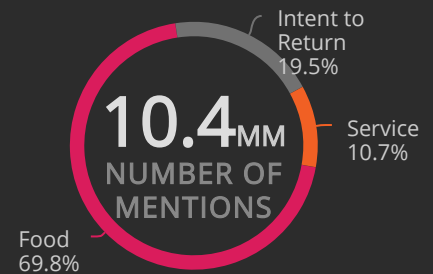 Intent to
Return
19.5%
10.4MM
NUMBER OF
MENTIONS
Service
10.7%
Food
69.8%